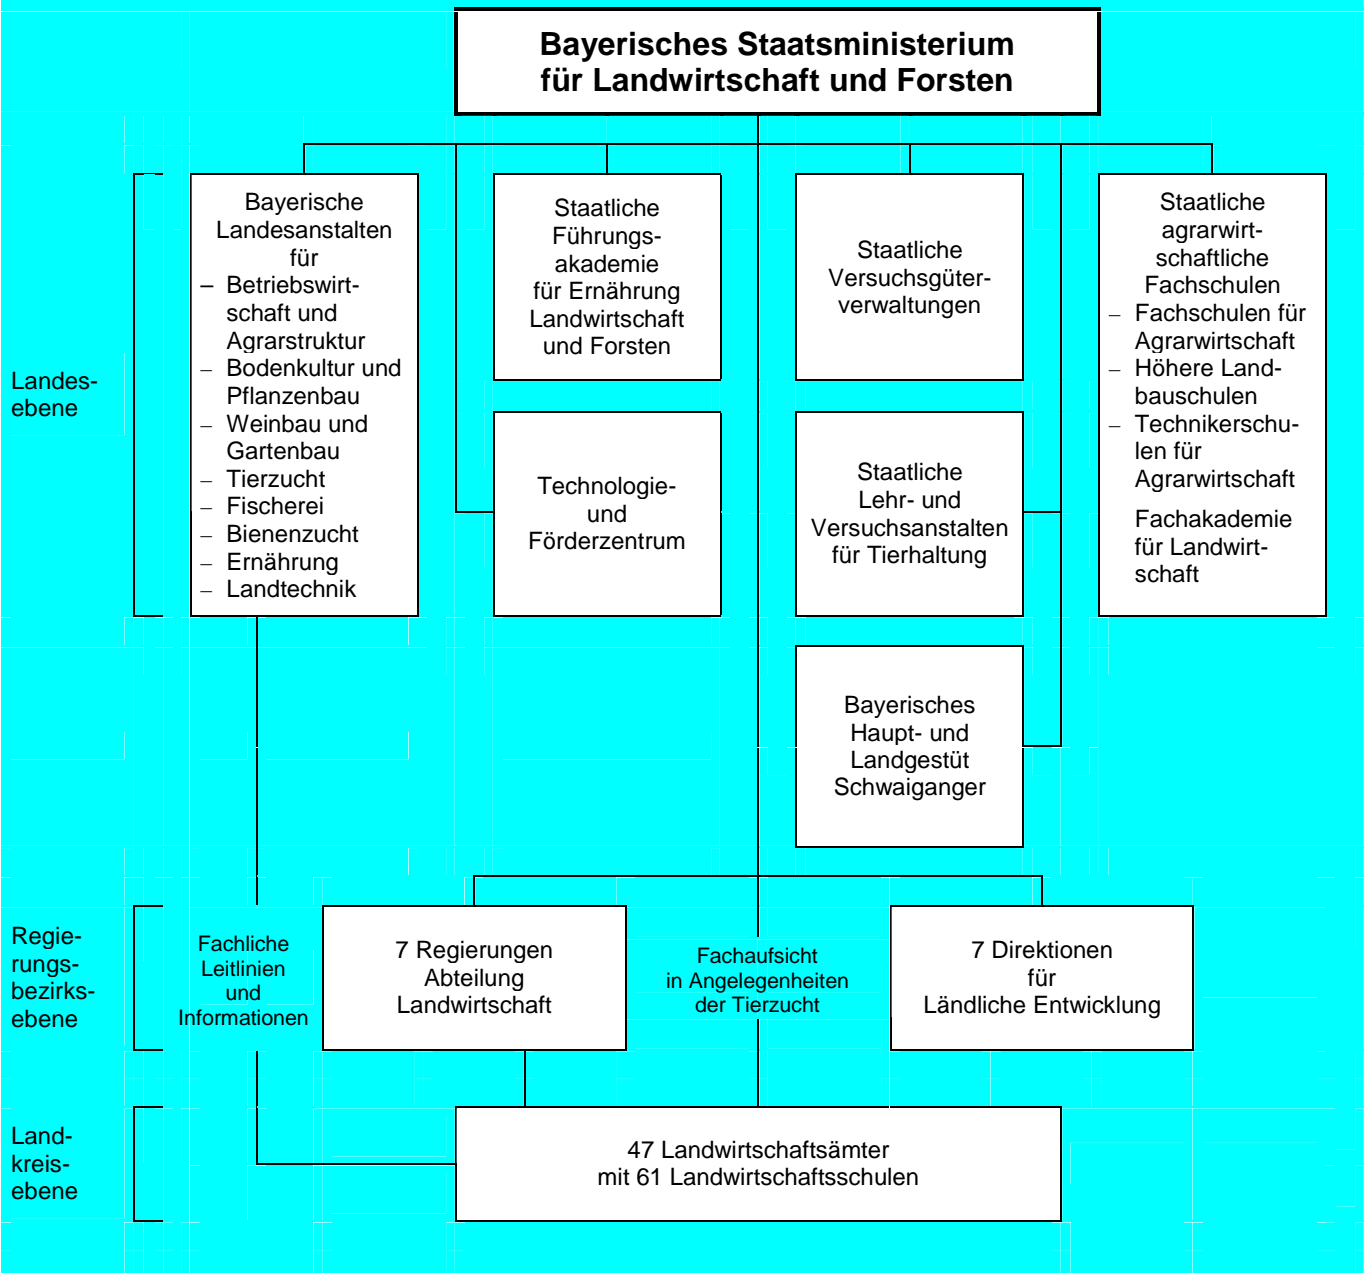 Bayerisches Staatsministerium
für Landwirtschaft und Forsten
Landes-
ebene
Bayerische
Landesanstalten
für
– Betriebswirt-
schaft und
Agrarstruktur
– Bodenkultur und
Pflanzenbau
– Weinbau und
Gartenbau
– Tierzucht
– Fischerei
– Bienenzucht
– Ernährung
– Landtechnik
Staatliche
Führungs-
akademie
für Ernährung
Landwirtschaft
und Forsten
Technologie-
und
Förderzentrum
Staatliche
Versuchsgüter-
verwaltungen
Staatliche
Lehr- und
Versuchsanstalten
für Tierhaltung
Bayerisches
Haupt- und
Landgestüt
Schwaiganger
Staatliche
agrarwirt-
schaftliche
Fachschulen
– Fachschulen für
Agrarwirtschaft
– Höhere Land-
bauschulen
– Technikerschu-
len für
Agrarwirtschaft
Fachakademie
für Landwirt-
schaft
Regie-
rungs-
bezirks-
ebene
Fachliche
Leitlinien
und
Informationen
7 Regierungen
Abteilung
Landwirtschaft
Fachaufsicht
in Angelegenheiten
der Tierzucht
7 Direktionen
für
Ländliche Entwicklung
Land-
kreis-
ebene
47 Landwirtschaftsämter
mit 61 Landwirtschaftsschulen